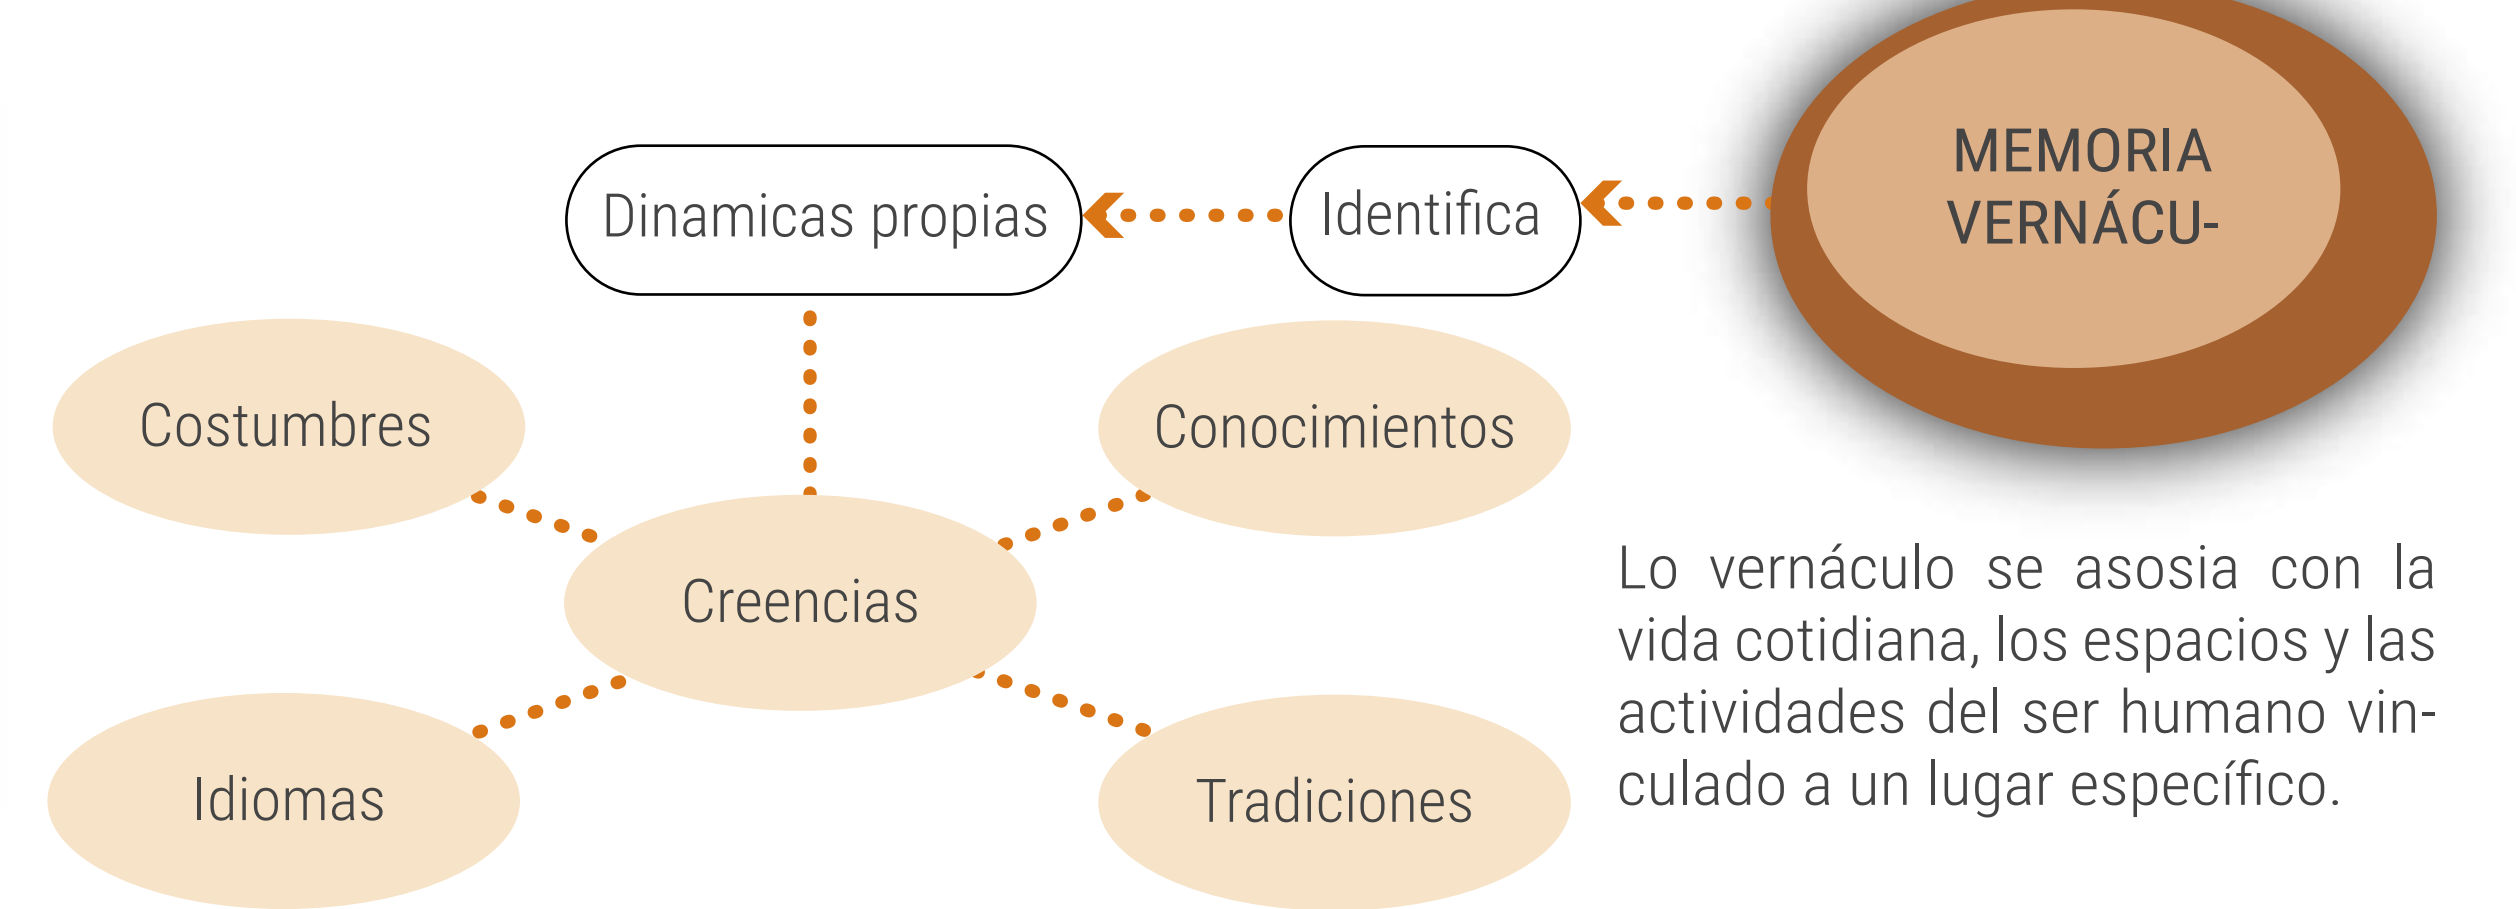 MEMORIA
VERNÁCU-
Dinamicas propias
Identifica
Costumbres
Conocimientos
Creencias
Idiomas
Tradiciones
Lo vernáculo se asosia con la
vida cotidiana, los espacios y las
actividades del ser humano vin-
culado a un lugar específico.